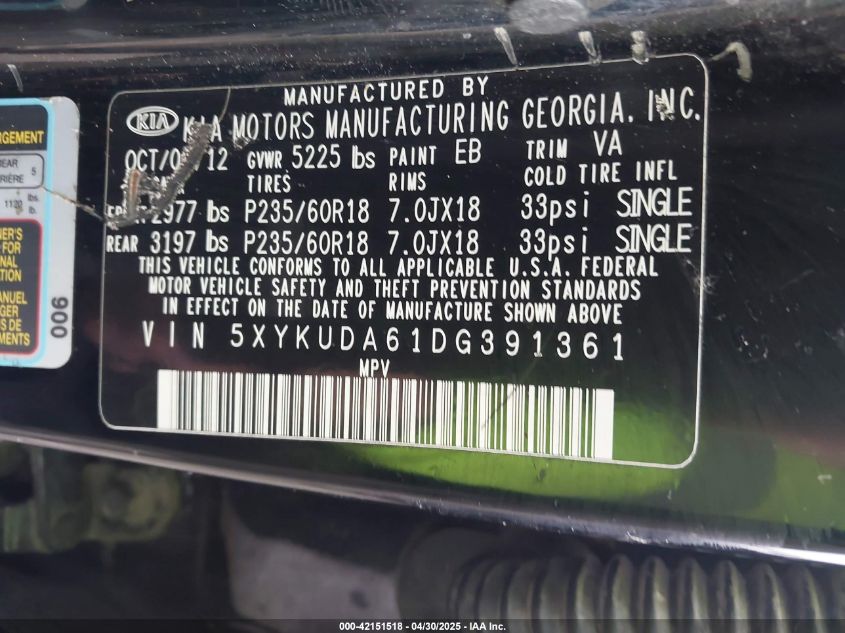 MANUFACTURED BY
KIA KIA MOTORS MANUFACTURING GEORGIA, INC.
GVWR 5225 lbs PAINT EB TRIM VA
TIRES RIMS COLD TIRE INFL
2977 lbs P235/60R18 7.0JX18 33psi SINGLE
REAR 3197 lbs P235/60R18 7.0JX18 33psi SINGLE
THIS VEHICLE CONFORMS TO ALL APPLICABLE U.S.A. FEDERAL
MOTOR VEHICLE SAFETY AND THEFT PREVENTION STANDARDS
IN EFFECT ON THE DATE OF MANUFACTURE SHOWN ABOVE
VIN 5XYKUDA61DG391361
MPV
5
006
000-42151518 - 04/30/2025 - IAA Inc.